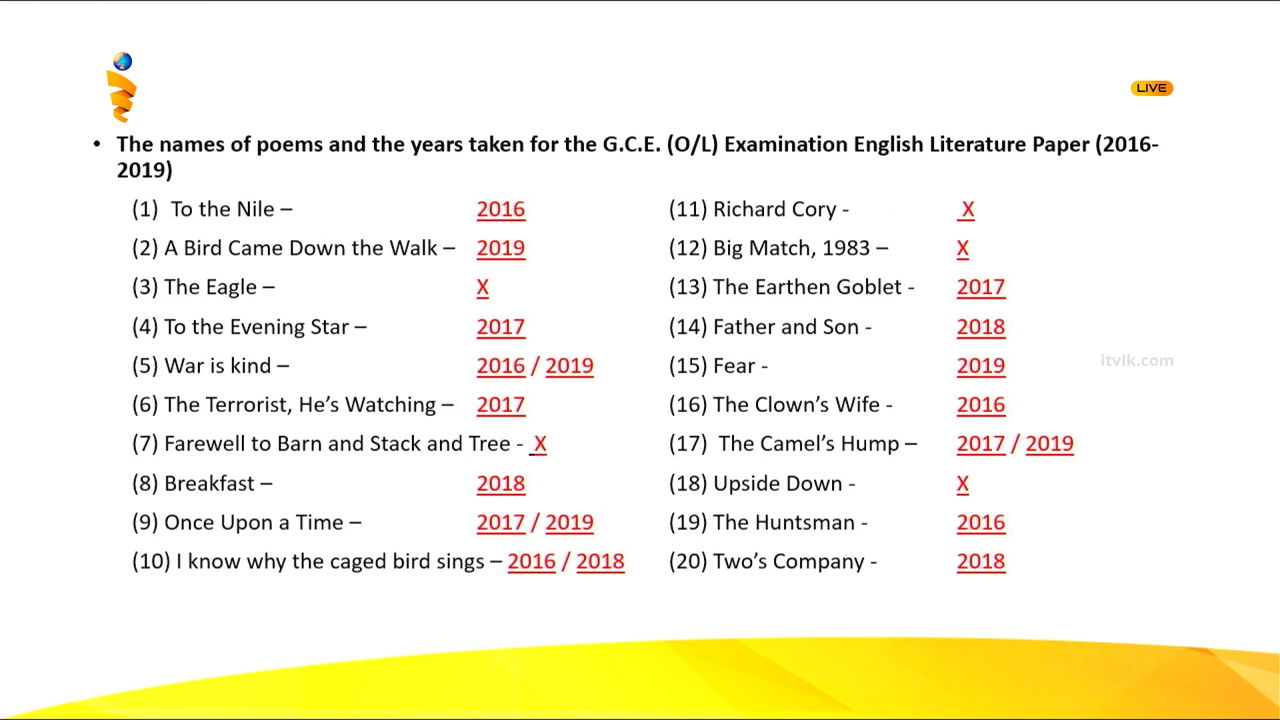 LIVE
• The names of poems and the years taken for the G.C.E. (O/L) Examination English Literature Paper (2016-
2019)
(1) To the Nile – 2016
(2) A Bird Came Down the Walk – 2019
(3) The Eagle – X
(4) To the Evening Star – 2017
(5) War is kind – 2016 / 2019
(6) The Terrorist, He’s Watching – 2017
(7) Farewell to Barn and Stack and Tree - X
(8) Breakfast – 2018
(9) Once Upon a Time – 2017 / 2019
(10) I know why the caged bird sings – 2016 / 2018
(11) Richard Cory - X
(12) Big Match, 1983 – X
(13) The Earthen Goblet - 2017
(14) Father and Son - 2018
(15) Fear - 2019
(16) The Clown’s Wife - 2016
(17) The Camel’s Hump – 2017 / 2019
(18) Upside Down - X
(19) The Huntsman - 2016
(20) Two’s Company - 2018
itvlk.com